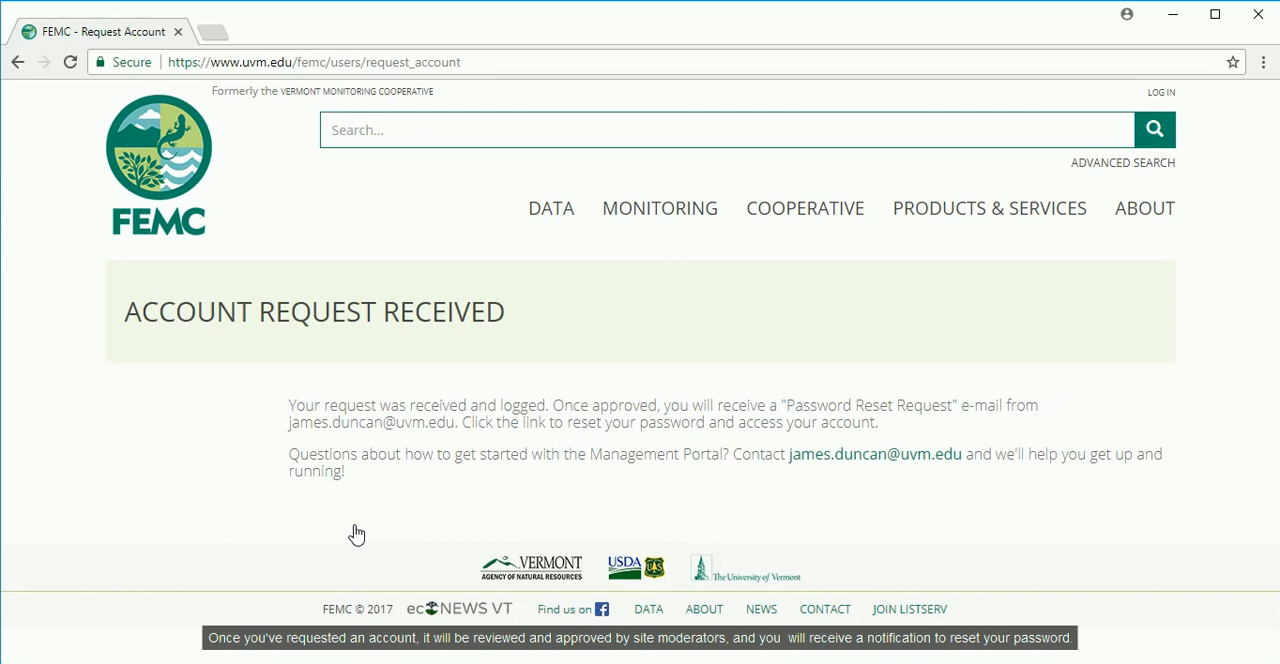 FEMC - Request Account
Secure https://www.uvm.edu/femc/users/request_account
Formerly the VERMONT MONITORING COOPERATIVE
LOG IN
Search...
ADVANCED SEARCH
FEMC
DATA MONITORING COOPERATIVE PRODUCTS & SERVICES ABOUT
ACCOUNT REQUEST RECEIVED
Your request was received and logged. Once approved, you will receive a "Password Reset Request" e-mail from
james.duncan@uvm.edu. Click the link to reset your password and access your account.
Questions about how to get started with the Management Portal? Contact james.duncan@uvm.edu and we'll help you get up and
running!
VERMONT
AGENCY OF NATURAL RESOURCES
USDA
The University of Vermont
FEMC © 2017 ecoNEWS VT Find us on f DATA ABOUT NEWS CONTACT JOIN LISTSERV
Once you've requested an account, it will be reviewed and approved by site moderators, and you will receive a notification to reset your password.